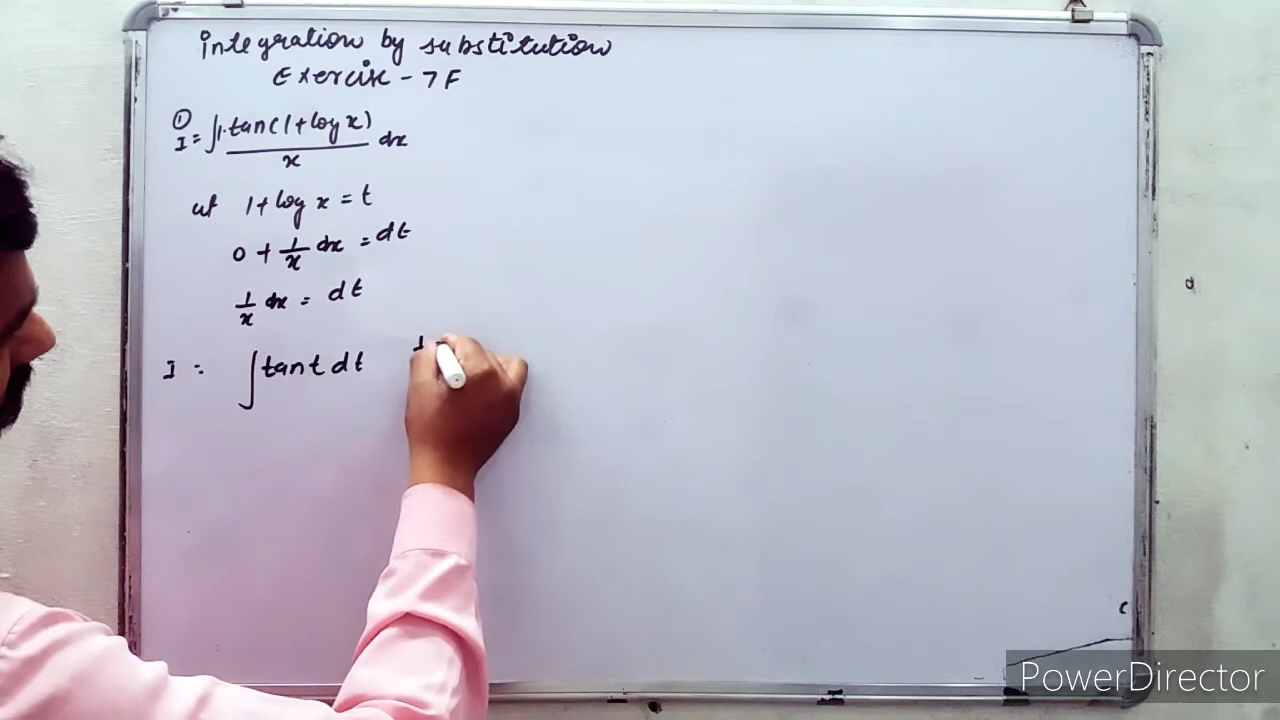 integration by substitution
Exercise - 7F
①
I = ∫ 1. tan(1 + log x) / x dx
let 1 + log x = t
0 + 1/x dx = dt
1/x dx = dt
I = ∫ tan t dt
PowerDirector